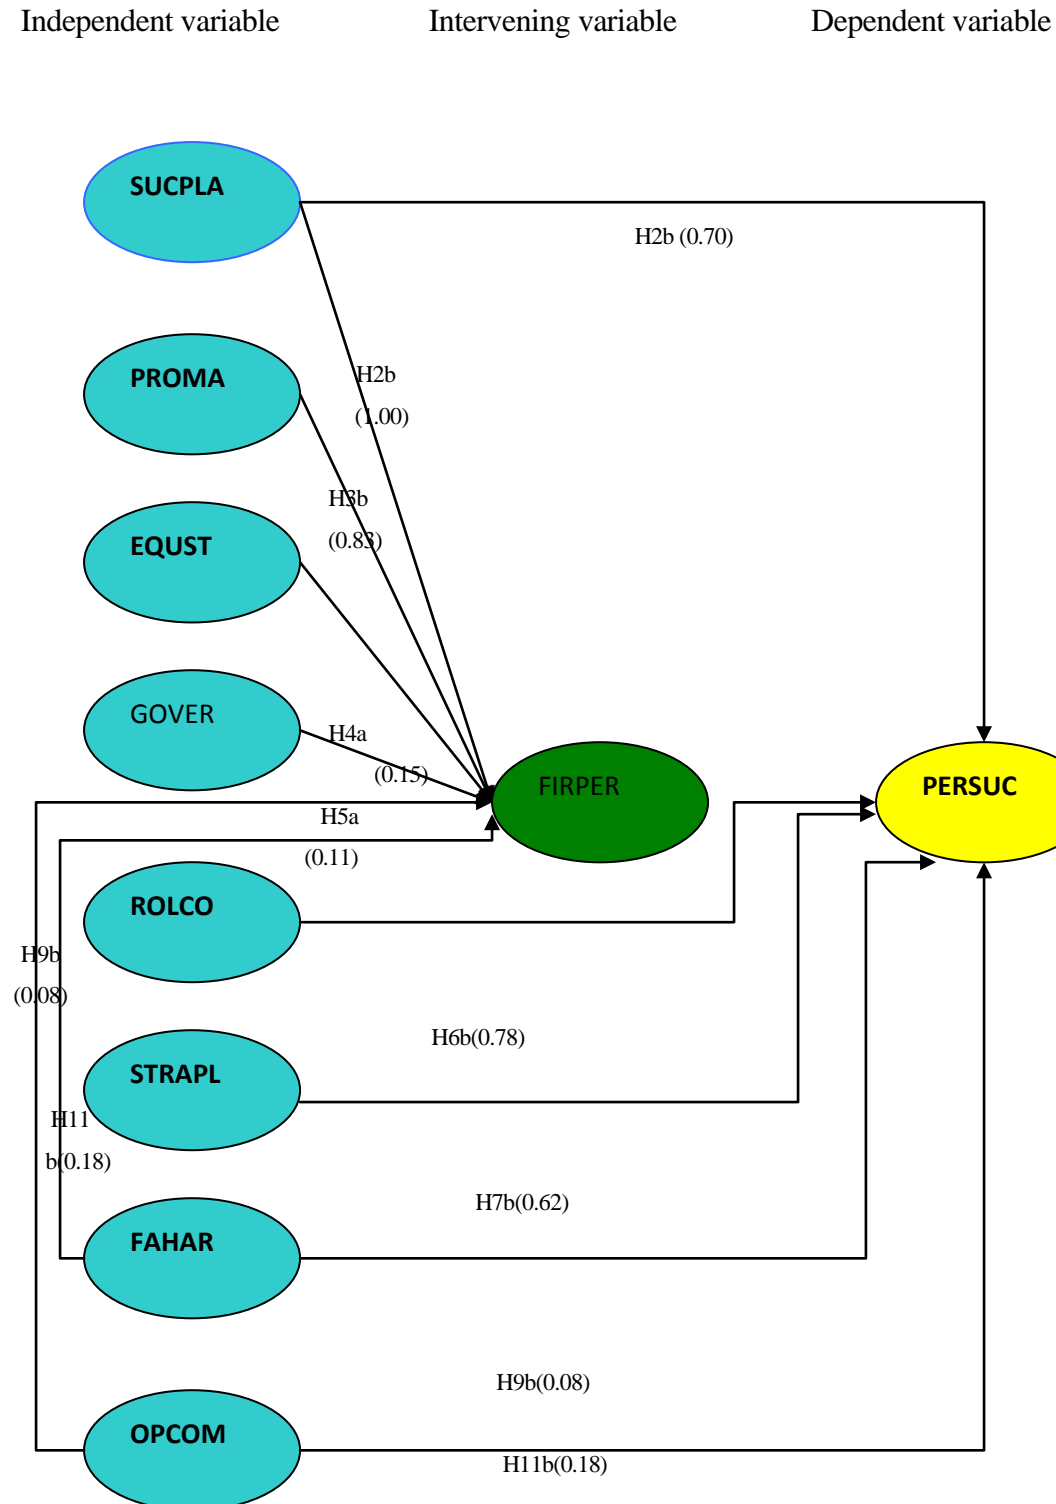 Independent variable
Intervening variable
Dependent variable
SUCPLA
H2b (0.70)
PROMA
H2b
(1.00)
H3b
(0.83)
EQUST
GOVER
H4a
(0.15)
FIRPER
PERSUC
H5a
(0.11)
ROLCO
H9b
(0.08)
H6b(0.78)
STRAPL
H11
b(0.18)
H7b(0.62)
FAHAR
H9b(0.08)
OPCOM
H11b(0.18)